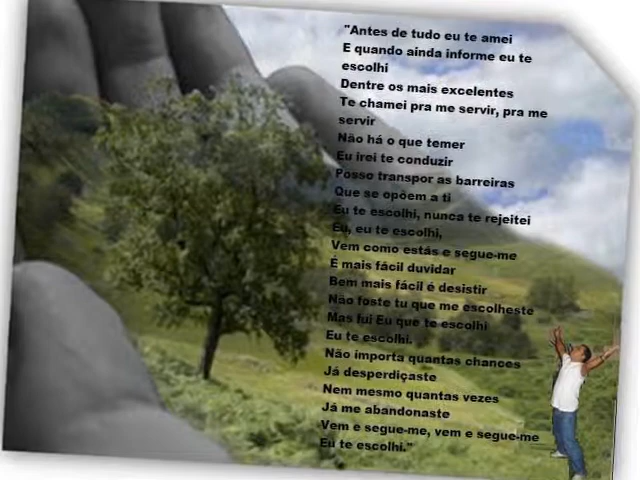 "Antes de tudo eu te amei
E quando ainda informe eu te
escolhi
Dentre os mais excelentes
Te chamei pra me servir, pra me
servir
Não há o que temer
Eu irei te conduzir
Posso transpor as barreiras
Que se opõem a ti
Eu te escolhi, nunca te rejeitei
Eu, eu te escolhi,
Vem como estás e segue-me
É mais fácil duvidar
Bem mais fácil é desistir
Não foste tu que me escolheste
Mas fui Eu que te escolhi
Eu te escolhi.
Não importa quantas chances
Já desperdiçaste
Nem mesmo quantas vezes
Já me abandonaste
Vem e segue-me, vem e segue-me
Eu te escolhi."